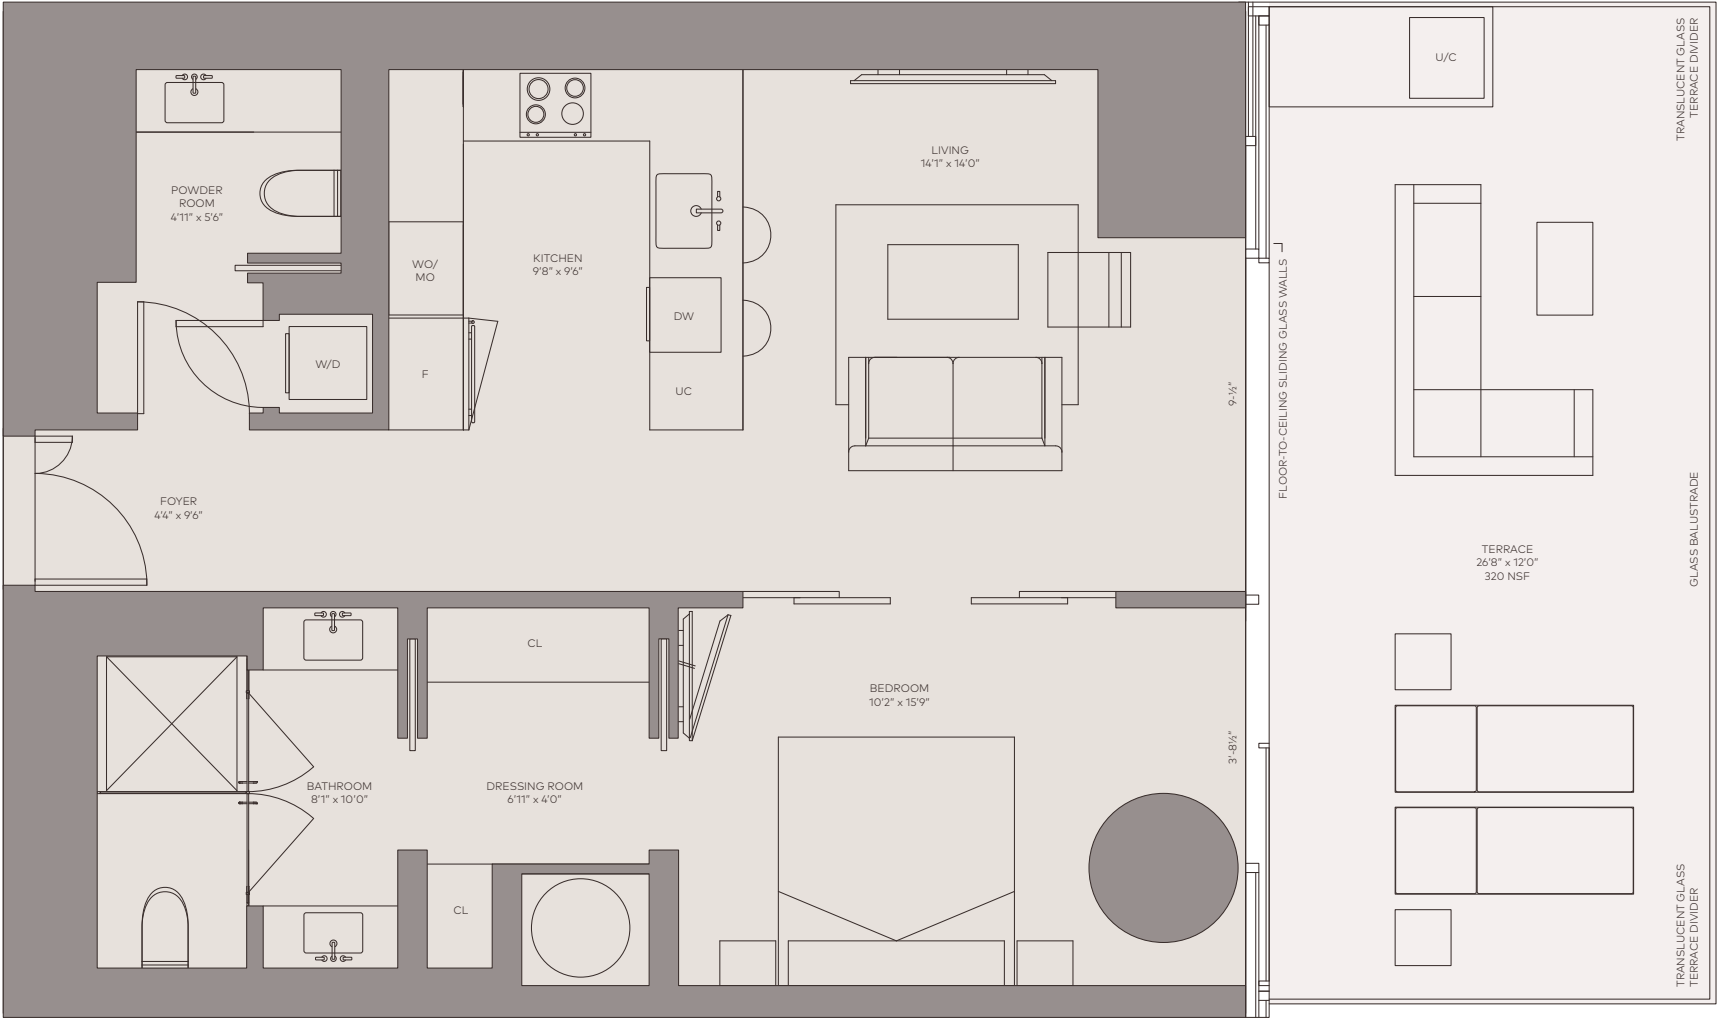 POWDER
ROOM
4'11" x 5'6"
WO/
MO
KITCHEN
9'8" x 9'6"
LIVING
14'1" x 14'0"
U/C
TRANSLUCENT GLASS
TERRACE DIVIDER
W/D
F
DW
UC
9-½"
FLOOR-TO-CEILING SLIDING GLASS WALLS
FOYER
4'4" x 9'6"
TERRACE
26'8" x 12'0"
320 NSF
GLASS BALUSTRADE
CL
BEDROOM
10'2" x 15'9"
3'-8½"
BATHROOM
8'1" x 10'0"
DRESSING ROOM
6'11" x 4'0"
CL
TRANSLUCENT GLASS
TERRACE DIVIDER